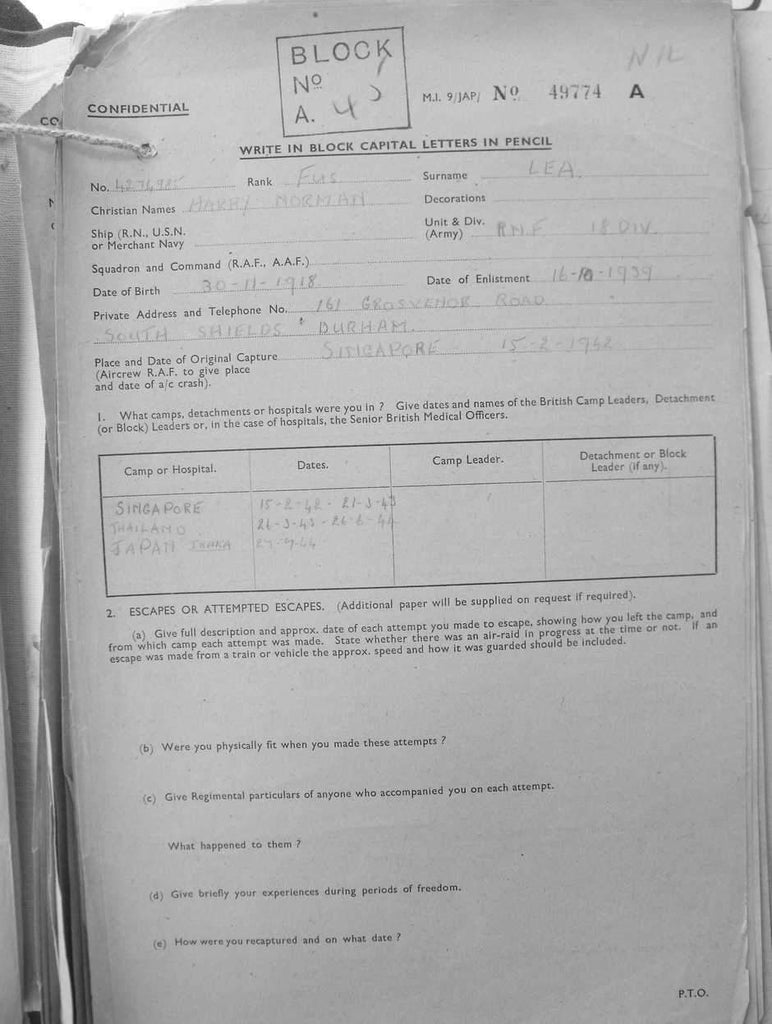 NIL
BLOCK
Nº
A. 43
M.I. 9/JAP/ Nº 49774 A
CONFIDENTIAL
WRITE IN BLOCK CAPITAL LETTERS IN PENCIL
No. Rank FUS Surname LEA
Christian Names HARRY NORMAN Decorations
Ship (R.N., U.S.N. or Merchant Navy
Unit & Div. (Army) R.N.F. 18 DIV.
Squadron and Command (R.A.F., A.A.F.)
Date of Birth 30-11-1918 Date of Enlistment 16-10-1939
Private Address and Telephone No. 161 GROSVENOR ROAD
SOUTH SHIELDS DURHAM
Place and Date of Original Capture SINGAPORE 15-2-1942
(Aircrew R.A.F. to give place
and date of a/c crash).
1. What camps, detachments or hospitals were you in ? Give dates and names of the British Camp Leaders, Detachment
(or Block) Leaders or, in the case of hospitals, the Senior British Medical Officers.
Camp or Hospital. Dates. Camp Leader. Detachment or Block Leader (if any).
SINGAPORE 15-2-42 - 21-3-43
THAILAND 26-3-43 -
JAPAN
2. ESCAPES OR ATTEMPTED ESCAPES. (Additional paper will be supplied on request if required).
(a) Give full description and approx. date of each attempt you made to escape, showing how you left the camp, and
from which camp each attempt was made. State whether there was an air-raid in progress at the time or not. If an
escape was made from a train or vehicle the approx. speed and how it was guarded should be included.
(b) Were you physically fit when you made these attempts ?
(c) Give Regimental particulars of anyone who accompanied you on each attempt.
What happened to them ?
(d) Give briefly your experiences during periods of freedom.
(e) How were you recaptured and on what date ?
P.T.O.